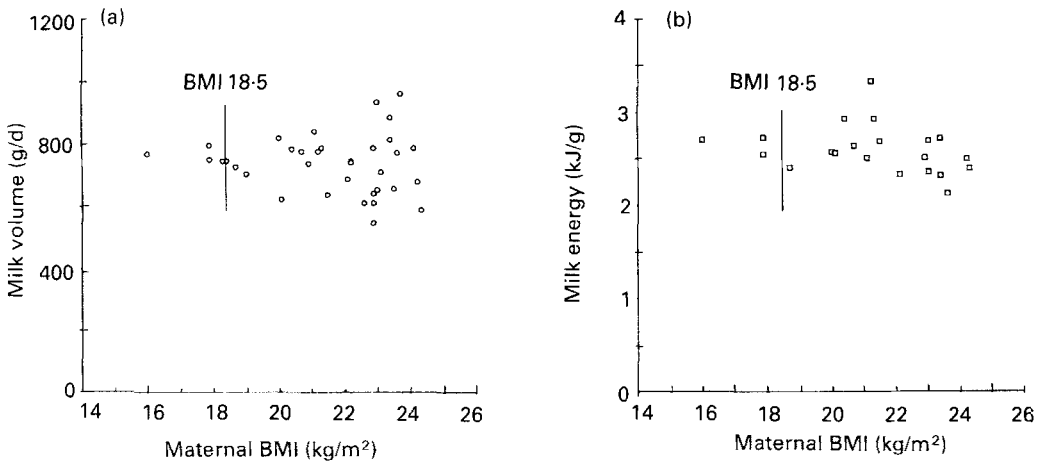 (a)
1200
800
400
0
Milk volume (g/d)
BMI 18·5
14 16 18 20 22 24 26
Maternal BMI (kg/m²)
(b)
4
3
2
1
0
Milk energy (kJ/g)
BMI 18·5
14 16 18 20 22 24 26
Maternal BMI (kg/m²)